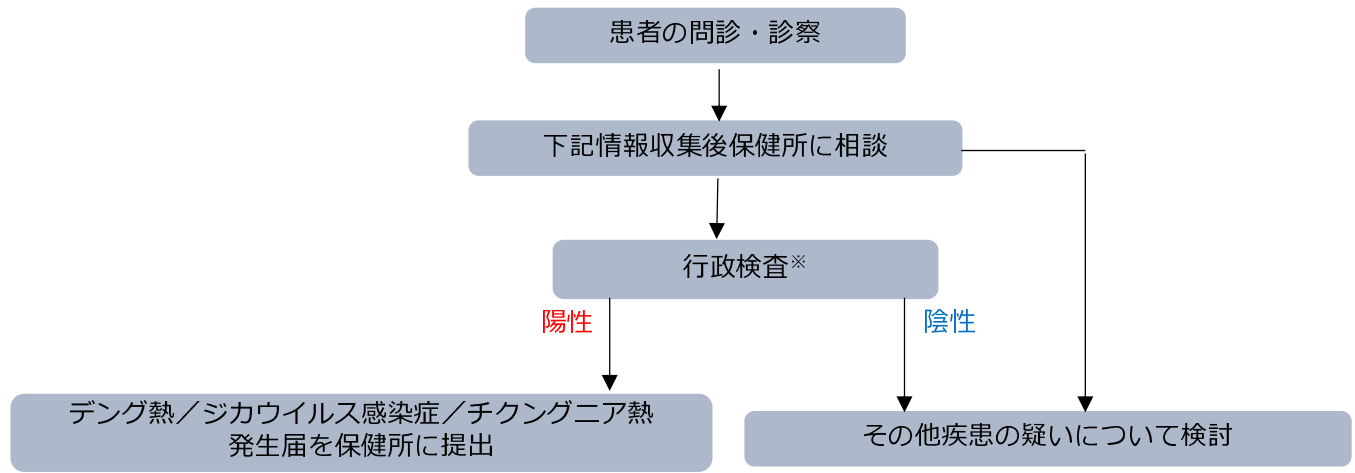 患者の問診・診察
下記情報収集後保健所に相談
行政検査※
陽性
陰性
デング熱／ジカウイルス感染症／チクングニア熱
発生届を保健所に提出
その他疾患の疑いについて検討